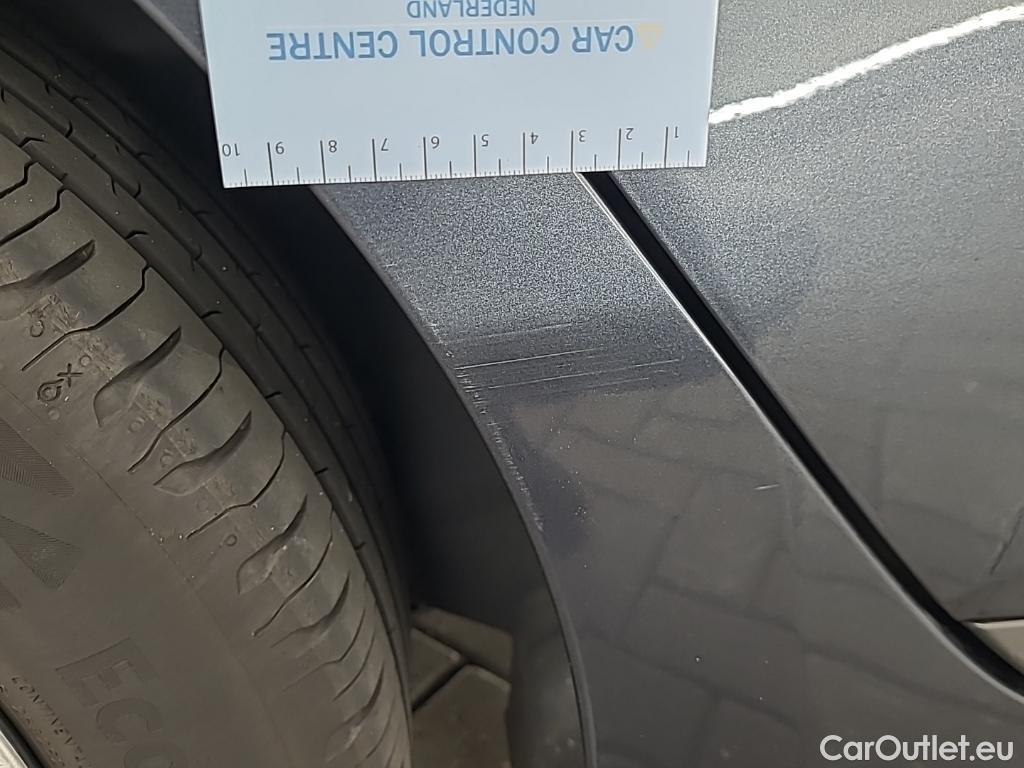 NEDERLAND
CAR CONTROL CENTRE
10 9 8 7 6 5 4 3 2 1
ECO
CarOutlet.eu